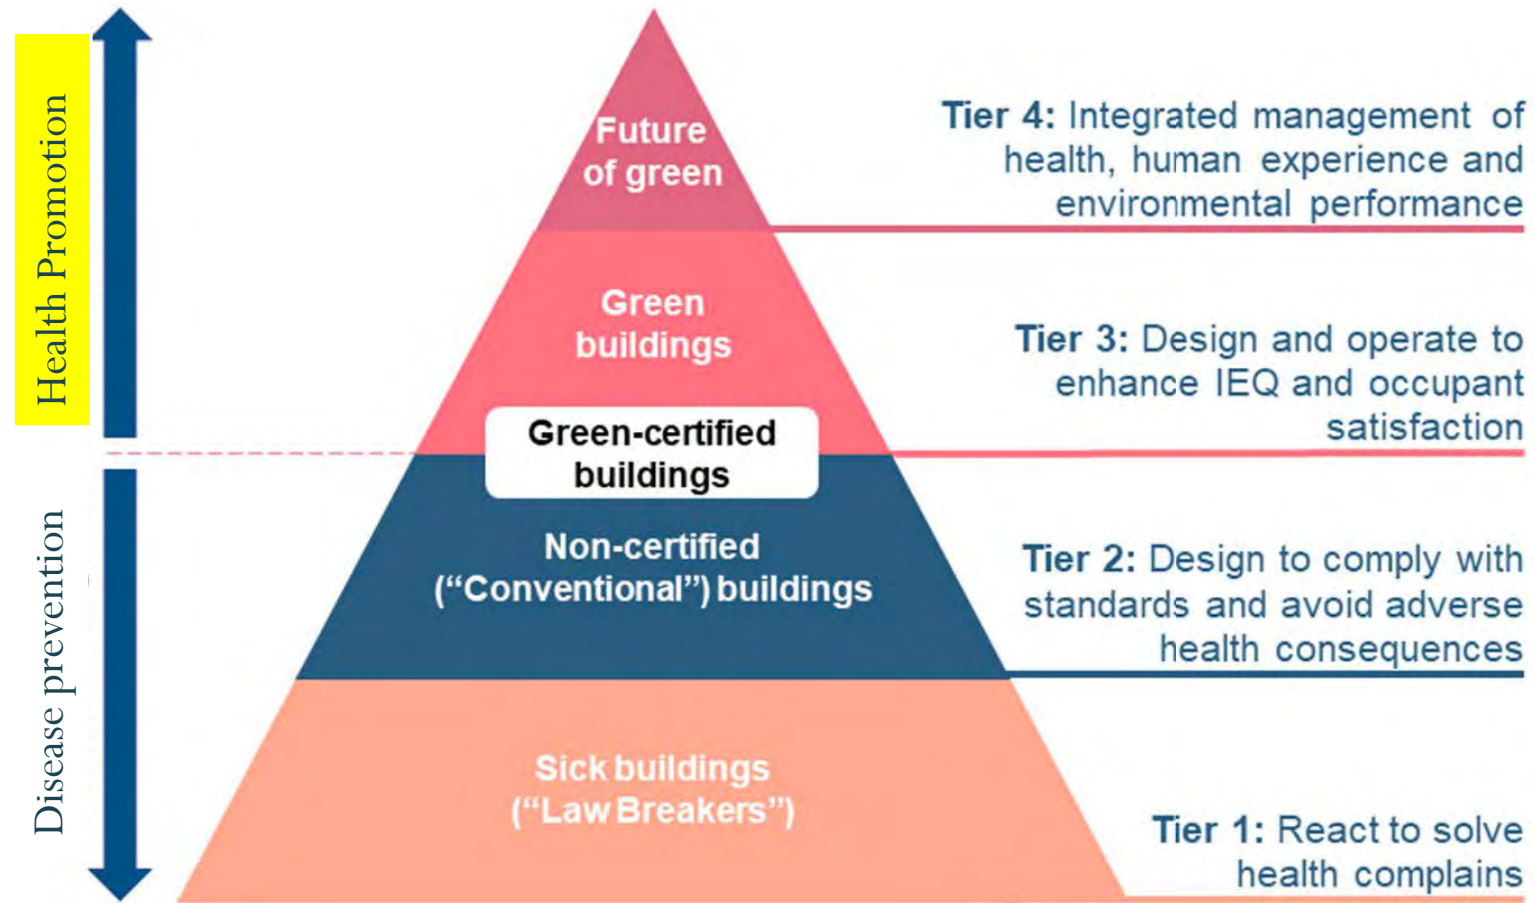 Health Promotion
Disease prevention
Future
of green
Green
buildings
Green-certified
buildings
Non-certified
(“Conventional”) buildings
Sick buildings
(“Law Breakers”)
Tier 4: Integrated management of
health, human experience and
environmental performance
Tier 3: Design and operate to
enhance IEQ and occupant
satisfaction
Tier 2: Design to comply with
standards and avoid adverse
health consequences
Tier 1: React to solve
health complains